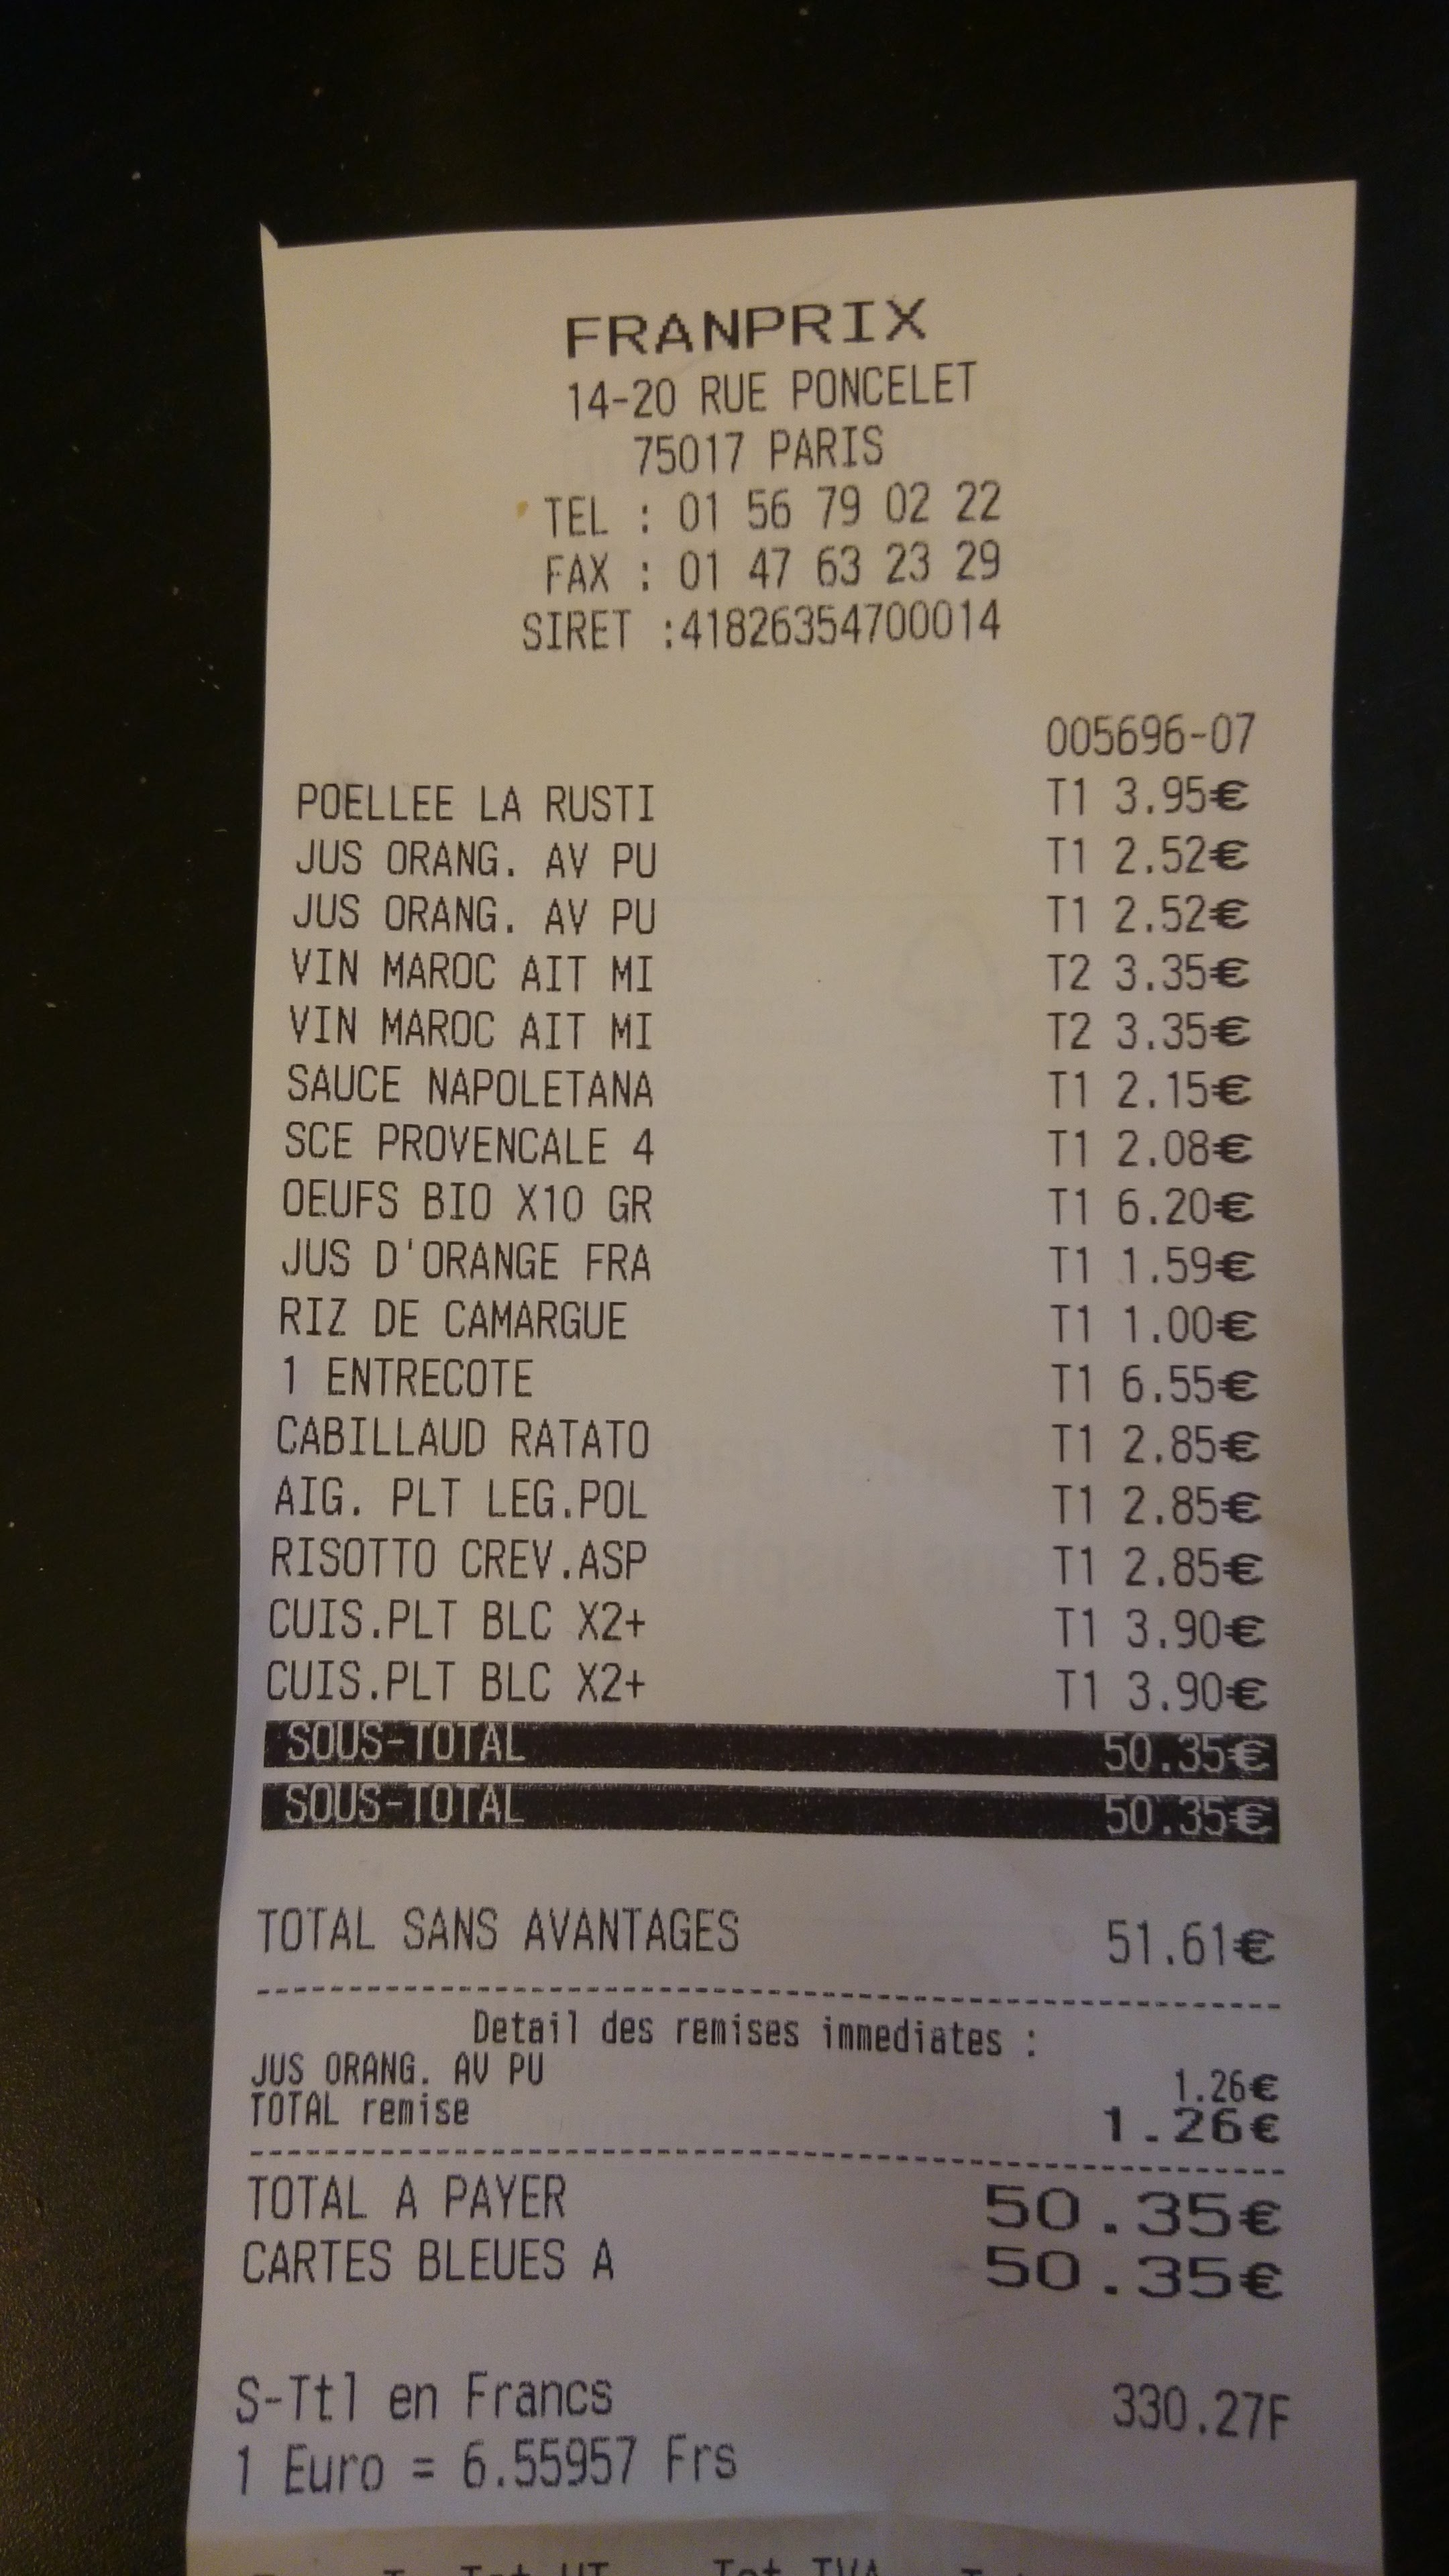 FRANPRIX
14-20 RUE PONCELET
75017 PARIS
TEL : 01 56 79 02 22
FAX : 01 47 63 23 29
SIRET :41826354700014
005696-07
POELLEE LA RUSTI T1 3.95€
JUS ORANG. AV PU T1 2.52€
JUS ORANG. AV PU T1 2.52€
VIN MAROC AIT MI T2 3.35€
VIN MAROC AIT MI T2 3.35€
SAUCE NAPOLETANA T1 2.15€
SCE PROVENCALE 4 T1 2.08€
OEUFS BIO X10 GR T1 6.20€
JUS D'ORANGE FRA T1 1.59€
RIZ DE CAMARGUE T1 1.00€
1 ENTRECOTE T1 6.55€
CABILLAUD RATATO T1 2.85€
AIG. PLT LEG.POL T1 2.85€
RISOTTO CREV.ASP T1 2.85€
CUIS.PLT BLC X2+ T1 3.90€
CUIS.PLT BLC X2+ T1 3.90€
SOUS-TOTAL 50.35€
SOUS-TOTAL 50.35€
TOTAL SANS AVANTAGES 51.61€
Detail des remises immediates :
JUS ORANG. AV PU 1.26€
TOTAL remise 1.26€
TOTAL A PAYER 50.35€
CARTES BLEUES A 50.35€
S-Ttl en Francs 330.27F
1 Euro = 6.55957 Frs
Tot HT Tot TVA